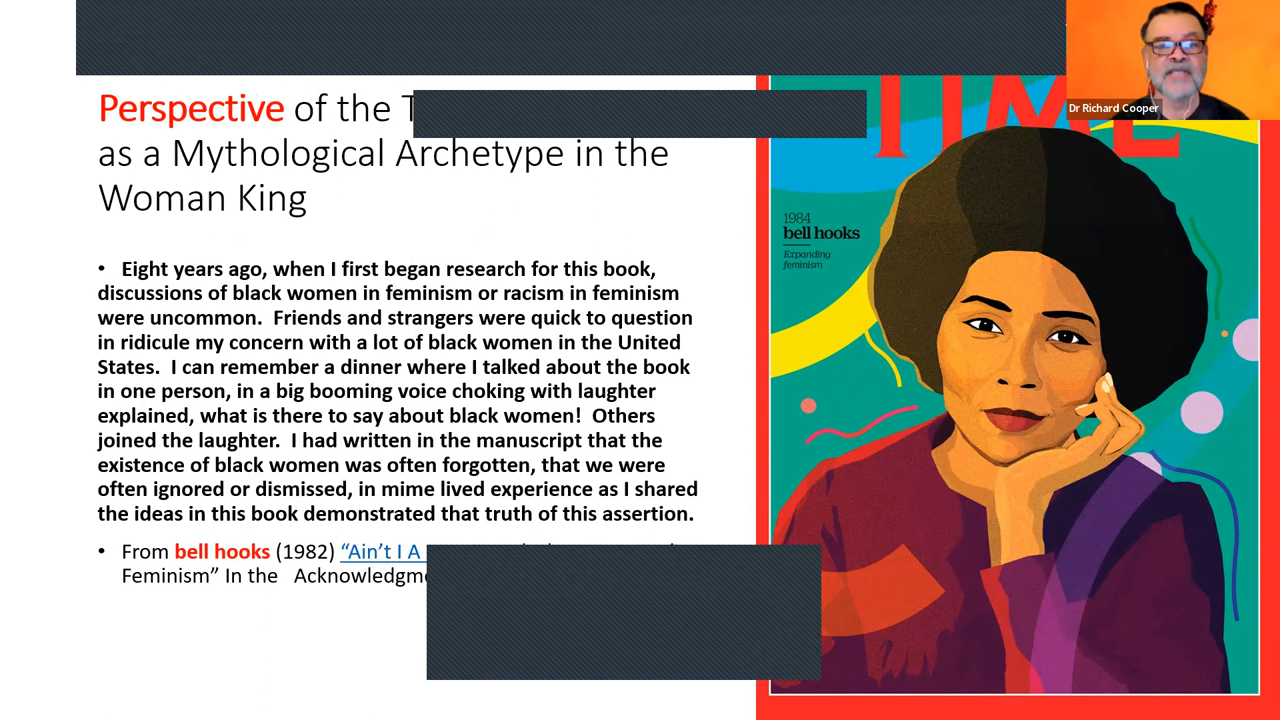 Perspective of the
as a Mythological Archetype in the
Woman King
• Eight years ago, when I first began research for this book,
discussions of black women in feminism or racism in feminism
were uncommon. Friends and strangers were quick to question
in ridicule my concern with a lot of black women in the United
States. I can remember a dinner where I talked about the book
in one person, in a big booming voice choking with laughter
explained, what is there to say about black women! Others
joined the laughter. I had written in the manuscript that the
existence of black women was often forgotten, that we were
often ignored or dismissed, in mime lived experience as I shared
the ideas in this book demonstrated that truth of this assertion.
• From bell hooks (1982) “Ain’t I A
Feminism” In the
TIME
1984
bell hooks
Expanding
feminism
Dr Richard Cooper